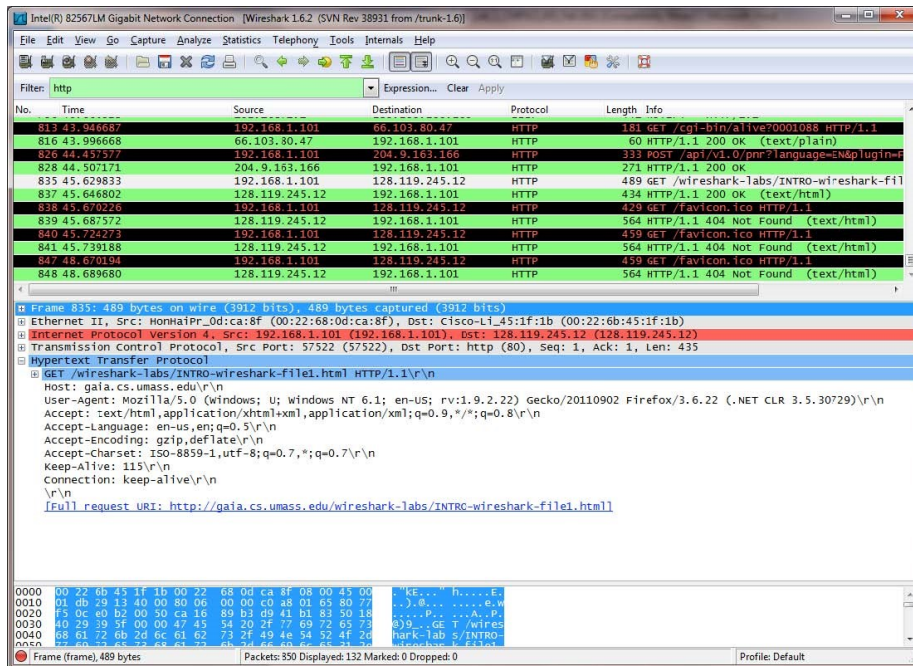 Intel(R) 82567LM Gigabit Network Connection [Wireshark 1.6.2 (SVN Rev 38931 from /trunk-1.6)]
File Edit View Go Capture Analyze Statistics Telephony Tools Internals Help
Filter: http Expression... Clear Apply
No. Time Source Destination Protocol Length Info
813 43.946687 192.168.1.101 66.103.80.47 HTTP 181 GET /cgi-bin/alive?0001088 HTTP/1.1
816 43.996668 66.103.80.47 192.168.1.101 HTTP 60 HTTP/1.1 200 OK (text/plain)
826 44.457577 192.168.1.101 204.9.163.166 HTTP 333 POST /api/v1.0/pnr?language=EN&plugin=F
828 44.507171 204.9.163.166 192.168.1.101 HTTP 271 HTTP/1.1 200 OK
835 45.629833 192.168.1.101 128.119.245.12 HTTP 489 GET /wireshark-labs/INTRO-wireshark-fil
837 45.646802 128.119.245.12 192.168.1.101 HTTP 434 HTTP/1.1 200 OK (text/html)
838 45.670226 192.168.1.101 128.119.245.12 HTTP 429 GET /favicon.ico HTTP/1.1
839 45.687572 128.119.245.12 192.168.1.101 HTTP 564 HTTP/1.1 404 Not Found (text/html)
840 45.724273 192.168.1.101 128.119.245.12 HTTP 459 GET /favicon.ico HTTP/1.1
841 45.739188 128.119.245.12 192.168.1.101 HTTP 564 HTTP/1.1 404 Not Found (text/html)
847 48.670194 192.168.1.101 128.119.245.12 HTTP 459 GET /favicon.ico HTTP/1.1
848 48.689680 128.119.245.12 192.168.1.101 HTTP 564 HTTP/1.1 404 Not Found (text/html)
Frame 835: 489 bytes on wire (3912 bits), 489 bytes captured (3912 bits)
Ethernet II, Src: HonHaiPr_0d:ca:8f (00:22:68:0d:ca:8f), Dst: Cisco-Li_45:1f:1b (00:22:6b:45:1f:1b)
Internet Protocol Version 4, Src: 192.168.1.101 (192.168.1.101), Dst: 128.119.245.12 (128.119.245.12)
Transmission Control Protocol, Src Port: 57522 (57522), Dst Port: http (80), Seq: 1, Ack: 1, Len: 435
Hypertext Transfer Protocol
GET /wireshark-labs/INTRO-wireshark-file1.html HTTP/1.1\r\n
Host: gaia.cs.umass.edu\r\n
User-Agent: Mozilla/5.0 (Windows; U; Windows NT 6.1; en-US; rv:1.9.2.22) Gecko/20110902 Firefox/3.6.22 (.NET CLR 3.5.30729)\r\n
Accept: text/html,application/xhtml+xml,application/xml;q=0.9,*/*;q=0.8\r\n
Accept-Language: en-us,en;q=0.5\r\n
Accept-Encoding: gzip,deflate\r\n
Accept-Charset: ISO-8859-1,utf-8;q=0.7,*;q=0.7\r\n
Keep-Alive: 115\r\n
Connection: keep-alive\r\n
\r\n
[Full request URI: http://gaia.cs.umass.edu/wireshark-labs/INTRO-wireshark-file1.html]
0000 00 22 6b 45 1f 1b 00 22 68 0d ca 8f 08 00 45 00 ."kE..." h.....E.
0010 01 db 29 13 40 00 80 06 00 00 c0 a8 01 65 80 77 ..).@... .....e.w
0020 f5 0c e0 b2 00 50 ca 16 89 b3 d9 41 b1 83 50 18 .....P.. ...A..P.
0030 40 29 39 5f 00 00 47 45 54 20 2f 77 69 72 65 73 @)9_..GE T /wires
0040 68 61 72 6b 2d 6c 61 62 73 2f 49 4e 54 52 4f 2d hark-lab s/INTRO-
0050 77 69 72 65 73 68 61 72 6b 2d 66 69 6c 65 31 2e wireshar k-file1.
Frame (frame), 489 bytes Packets: 850 Displayed: 132 Marked: 0 Dropped: 0 Profile: Default